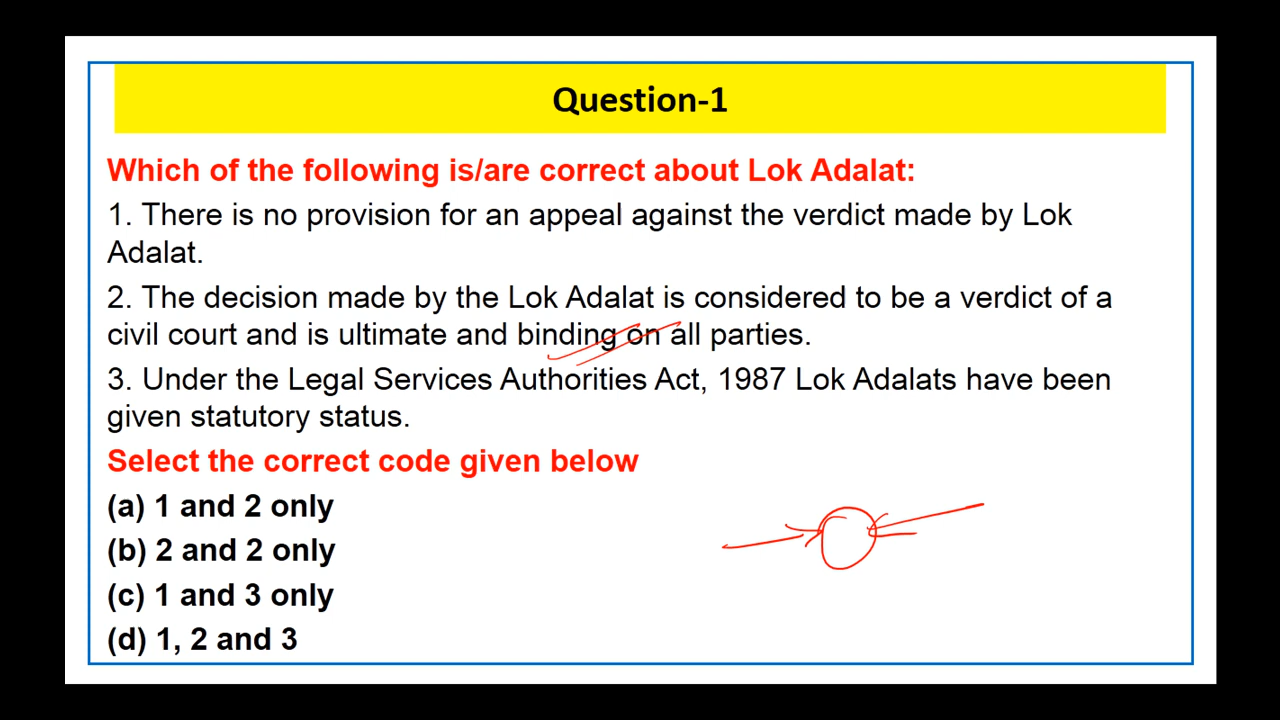 Question-1
Which of the following is/are correct about Lok Adalat:
1. There is no provision for an appeal against the verdict made by Lok
Adalat.
2. The decision made by the Lok Adalat is considered to be a verdict of a
civil court and is ultimate and binding on all parties.
3. Under the Legal Services Authorities Act, 1987 Lok Adalats have been
given statutory status.
Select the correct code given below
(a) 1 and 2 only
(b) 2 and 2 only
(c) 1 and 3 only
(d) 1, 2 and 3